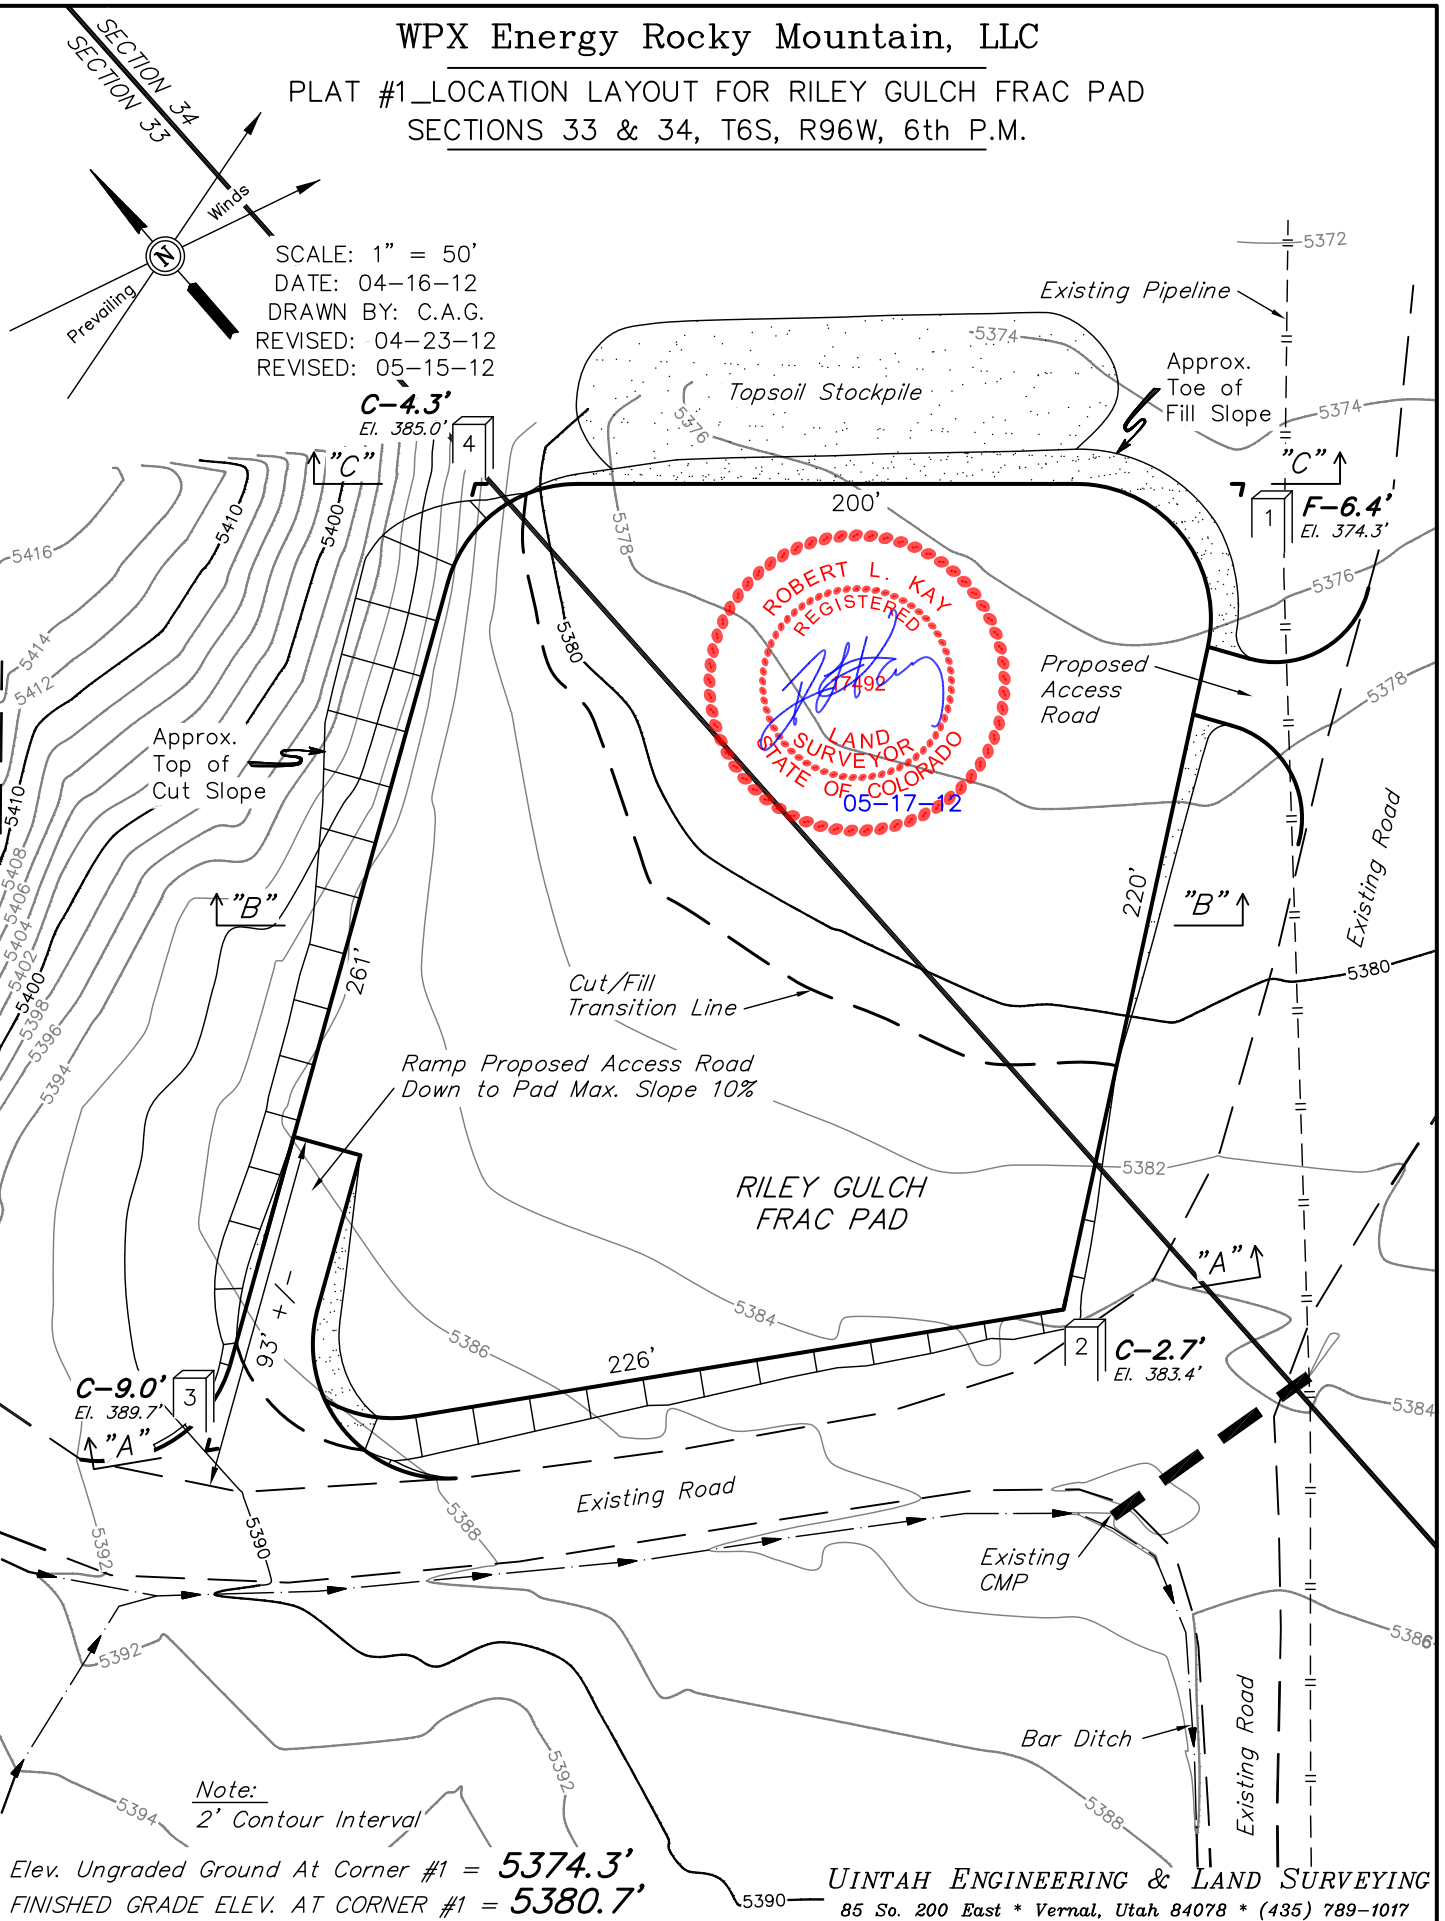 WPX Energy Rocky Mountain, LLC
PLAT #1_LOCATION LAYOUT FOR RILEY GULCH FRAC PAD
SECTIONS 33 & 34, T6S, R96W, 6th P.M.
SECTION 34
SECTION 33
Winds
N
Prevailing
SCALE: 1" = 50'
DATE: 04-16-12
DRAWN BY: C.A.G.
REVISED: 04-23-12
REVISED: 05-15-12
5372
Existing Pipeline
5374
Approx.
Toe of
Fill Slope
Topsoil Stockpile
5376
5374
C-4.3'
El. 385.0'
4
"C"
"C"
200'
1
F-6.4'
El. 374.3'
5410
5400
5378
5416
5376
ROBERT L. KAY
REGISTERED
17492
LAND
SURVEYOR
STATE OF COLORADO
05-17-12
5380
5414
5412
Proposed
Access
Road
5378
Approx.
Top of
Cut Slope
5410
5408
5406
5404
5402
5400
5398
5396
5394
"B"
220'
"B"
Existing Road
261'
5380
Cut/Fill
Transition Line
Ramp Proposed Access Road
Down to Pad Max. Slope 10%
5382
RILEY GULCH
FRAC PAD
"A"
93' +/-
5384
5386
226'
2
C-2.7'
El. 383.4'
C-9.0'
El. 389.7'
3
"A"
5384
Existing Road
5388
5392
5390
Existing
CMP
5386
5392
Existing Road
Bar Ditch
5392
5394
5388
Note:
2' Contour Interval
Elev. Ungraded Ground At Corner #1 = 5374.3'
FINISHED GRADE ELEV. AT CORNER #1 = 5380.7'
5390
UINTAH ENGINEERING & LAND SURVEYING
85 So. 200 East * Vernal, Utah 84078 * (435) 789-1017